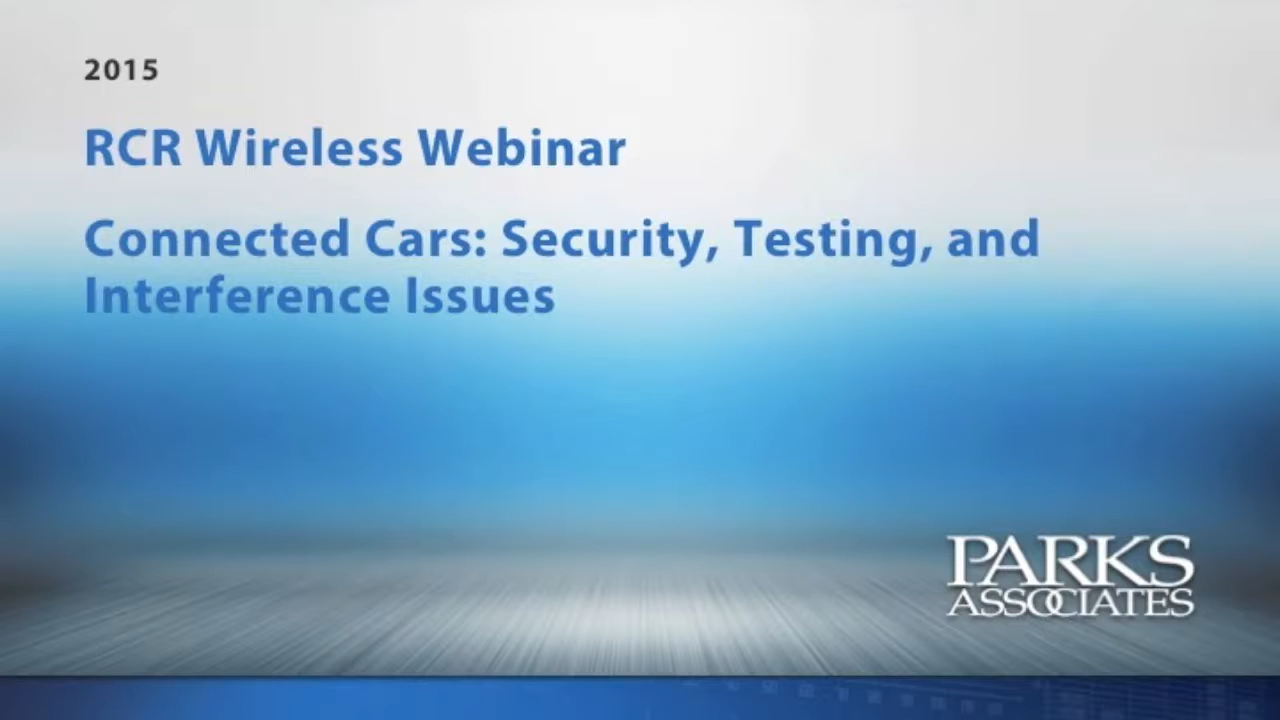 2015
RCR Wireless Webinar
Connected Cars: Security, Testing, and
Interference Issues
PARKS
ASSOCIATES